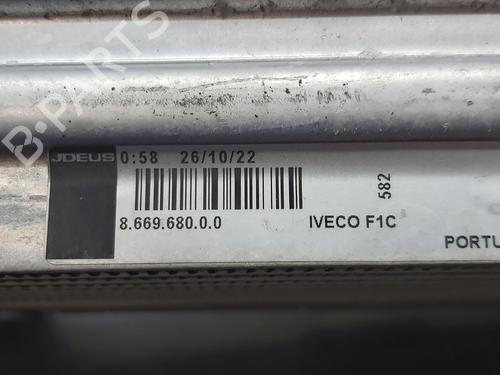 B-PARTS
JDEUS 0:58 26/10/22
582
8.669.680.0.0 IVECO F1C
PORTU